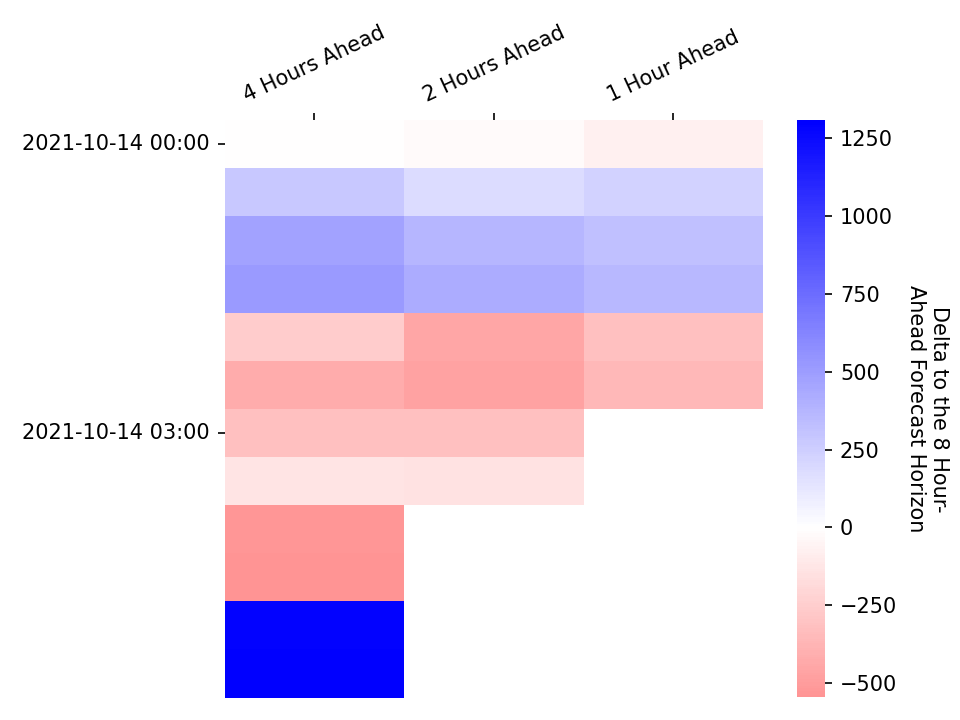 4 Hours Ahead
2 Hours Ahead
1 Hour Ahead
2021-10-14 00:00
2021-10-14 03:00
1250
1000
750
500
250
0
−250
−500
Delta to the 8 Hour-
Ahead Forecast Horizon